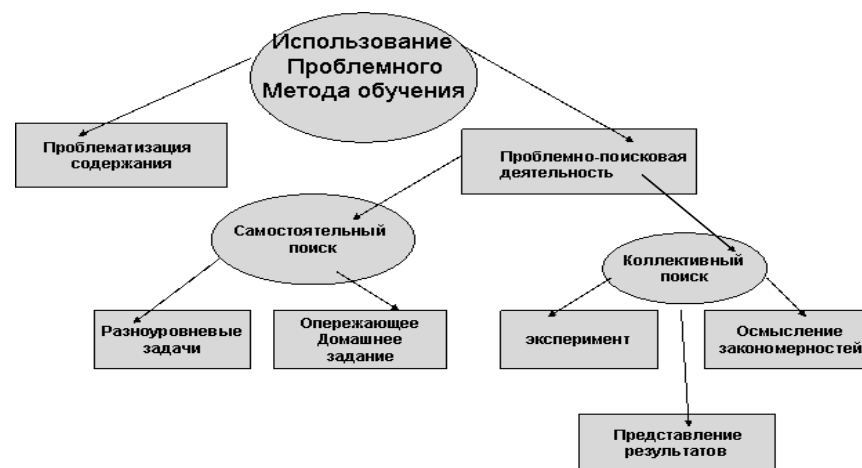 Использование
Проблемного
Метода обучения
Проблематизация
содержания
Проблемно-поисковая
деятельность
Самостоятельный
поиск
Коллективный
поиск
Разноуровневые
задачи
Опережающее
Домашнее
задание
эксперимент
Осмысление
закономерностей
Представление
результатов